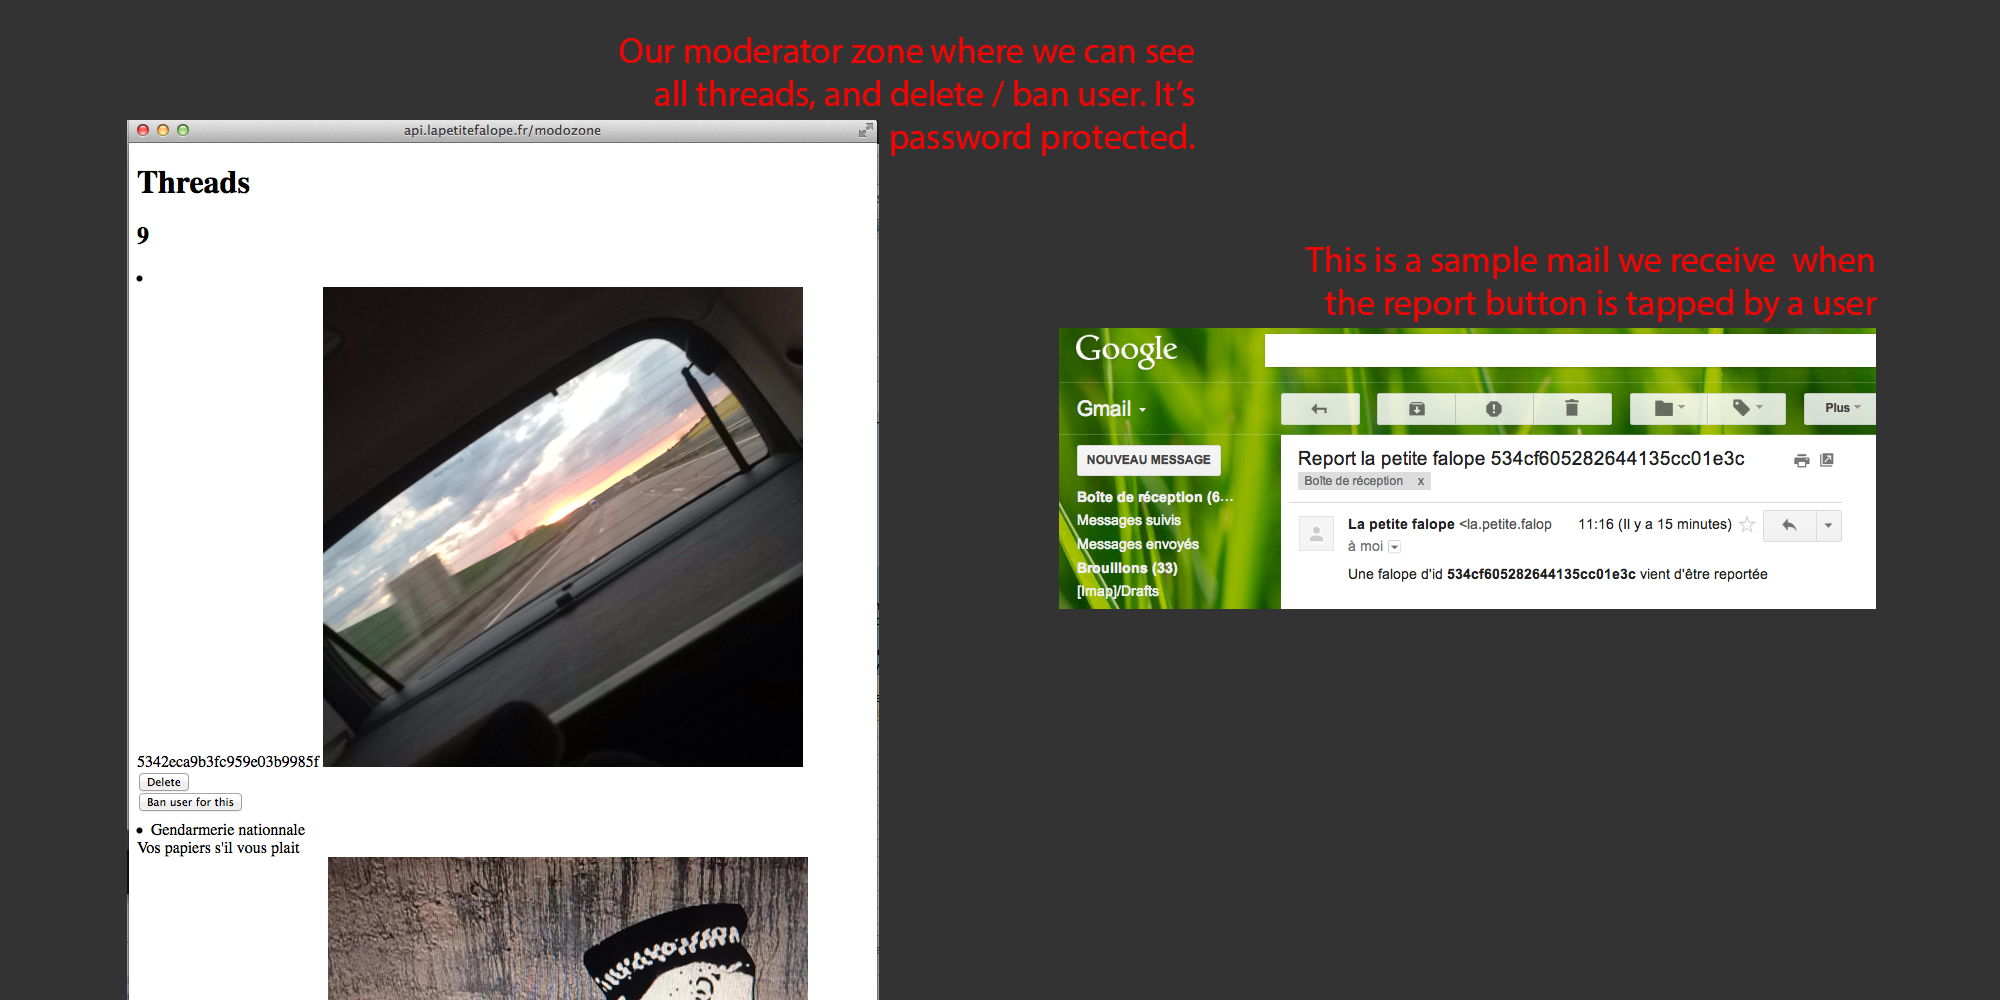 Our moderator zone where we can see
all threads, and delete / ban user. It's
password protected.
api.lapetitefalope.fr/modozone
Threads
9
5342eca9b3fc959e03b9985f
Delete
Ban user for this
Gendarmerie nationnale
Vos papiers s'il vous plait
This is a sample mail we receive when
the report button is tapped by a user
Google
Gmail
Plus
NOUVEAU MESSAGE
Boîte de réception (6...
Messages suivis
Messages envoyés
Brouillons (33)
[Imap]/Drafts
Report la petite falope 534cf605282644135cc01e3c
Boîte de réception x
La petite falope <la.petite.falop 11:16 (Il y a 15 minutes)
à moi
Une falope d'id 534cf605282644135cc01e3c vient d'être reportée